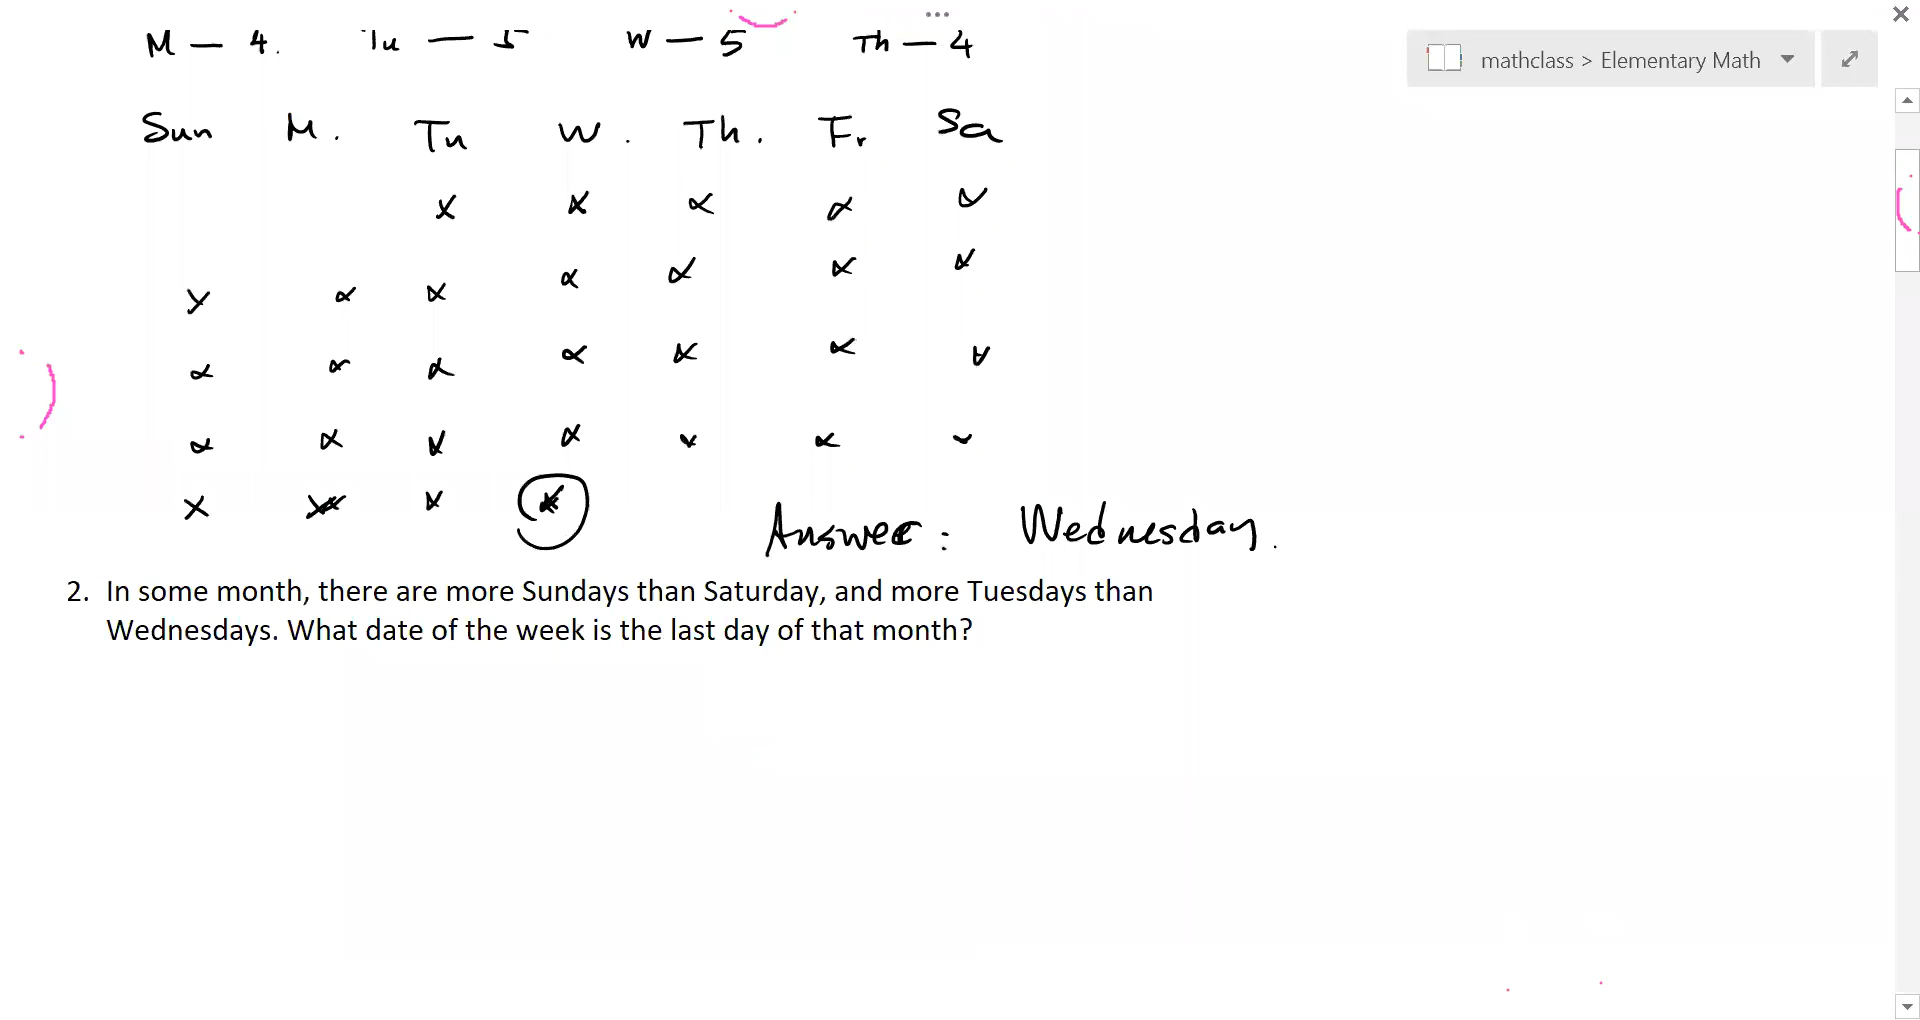 M — 4. Tu — 5 W — 5 Th — 4
mathclass > Elementary Math
Sun M. Tu W. Th. Fr Sa
x x x x x
x x x x x x x
x x x x x x x
x x x x x x x
x x x x
Answer: Wednesday.
2. In some month, there are more Sundays than Saturday, and more Tuesdays than
Wednesdays. What date of the week is the last day of that month?